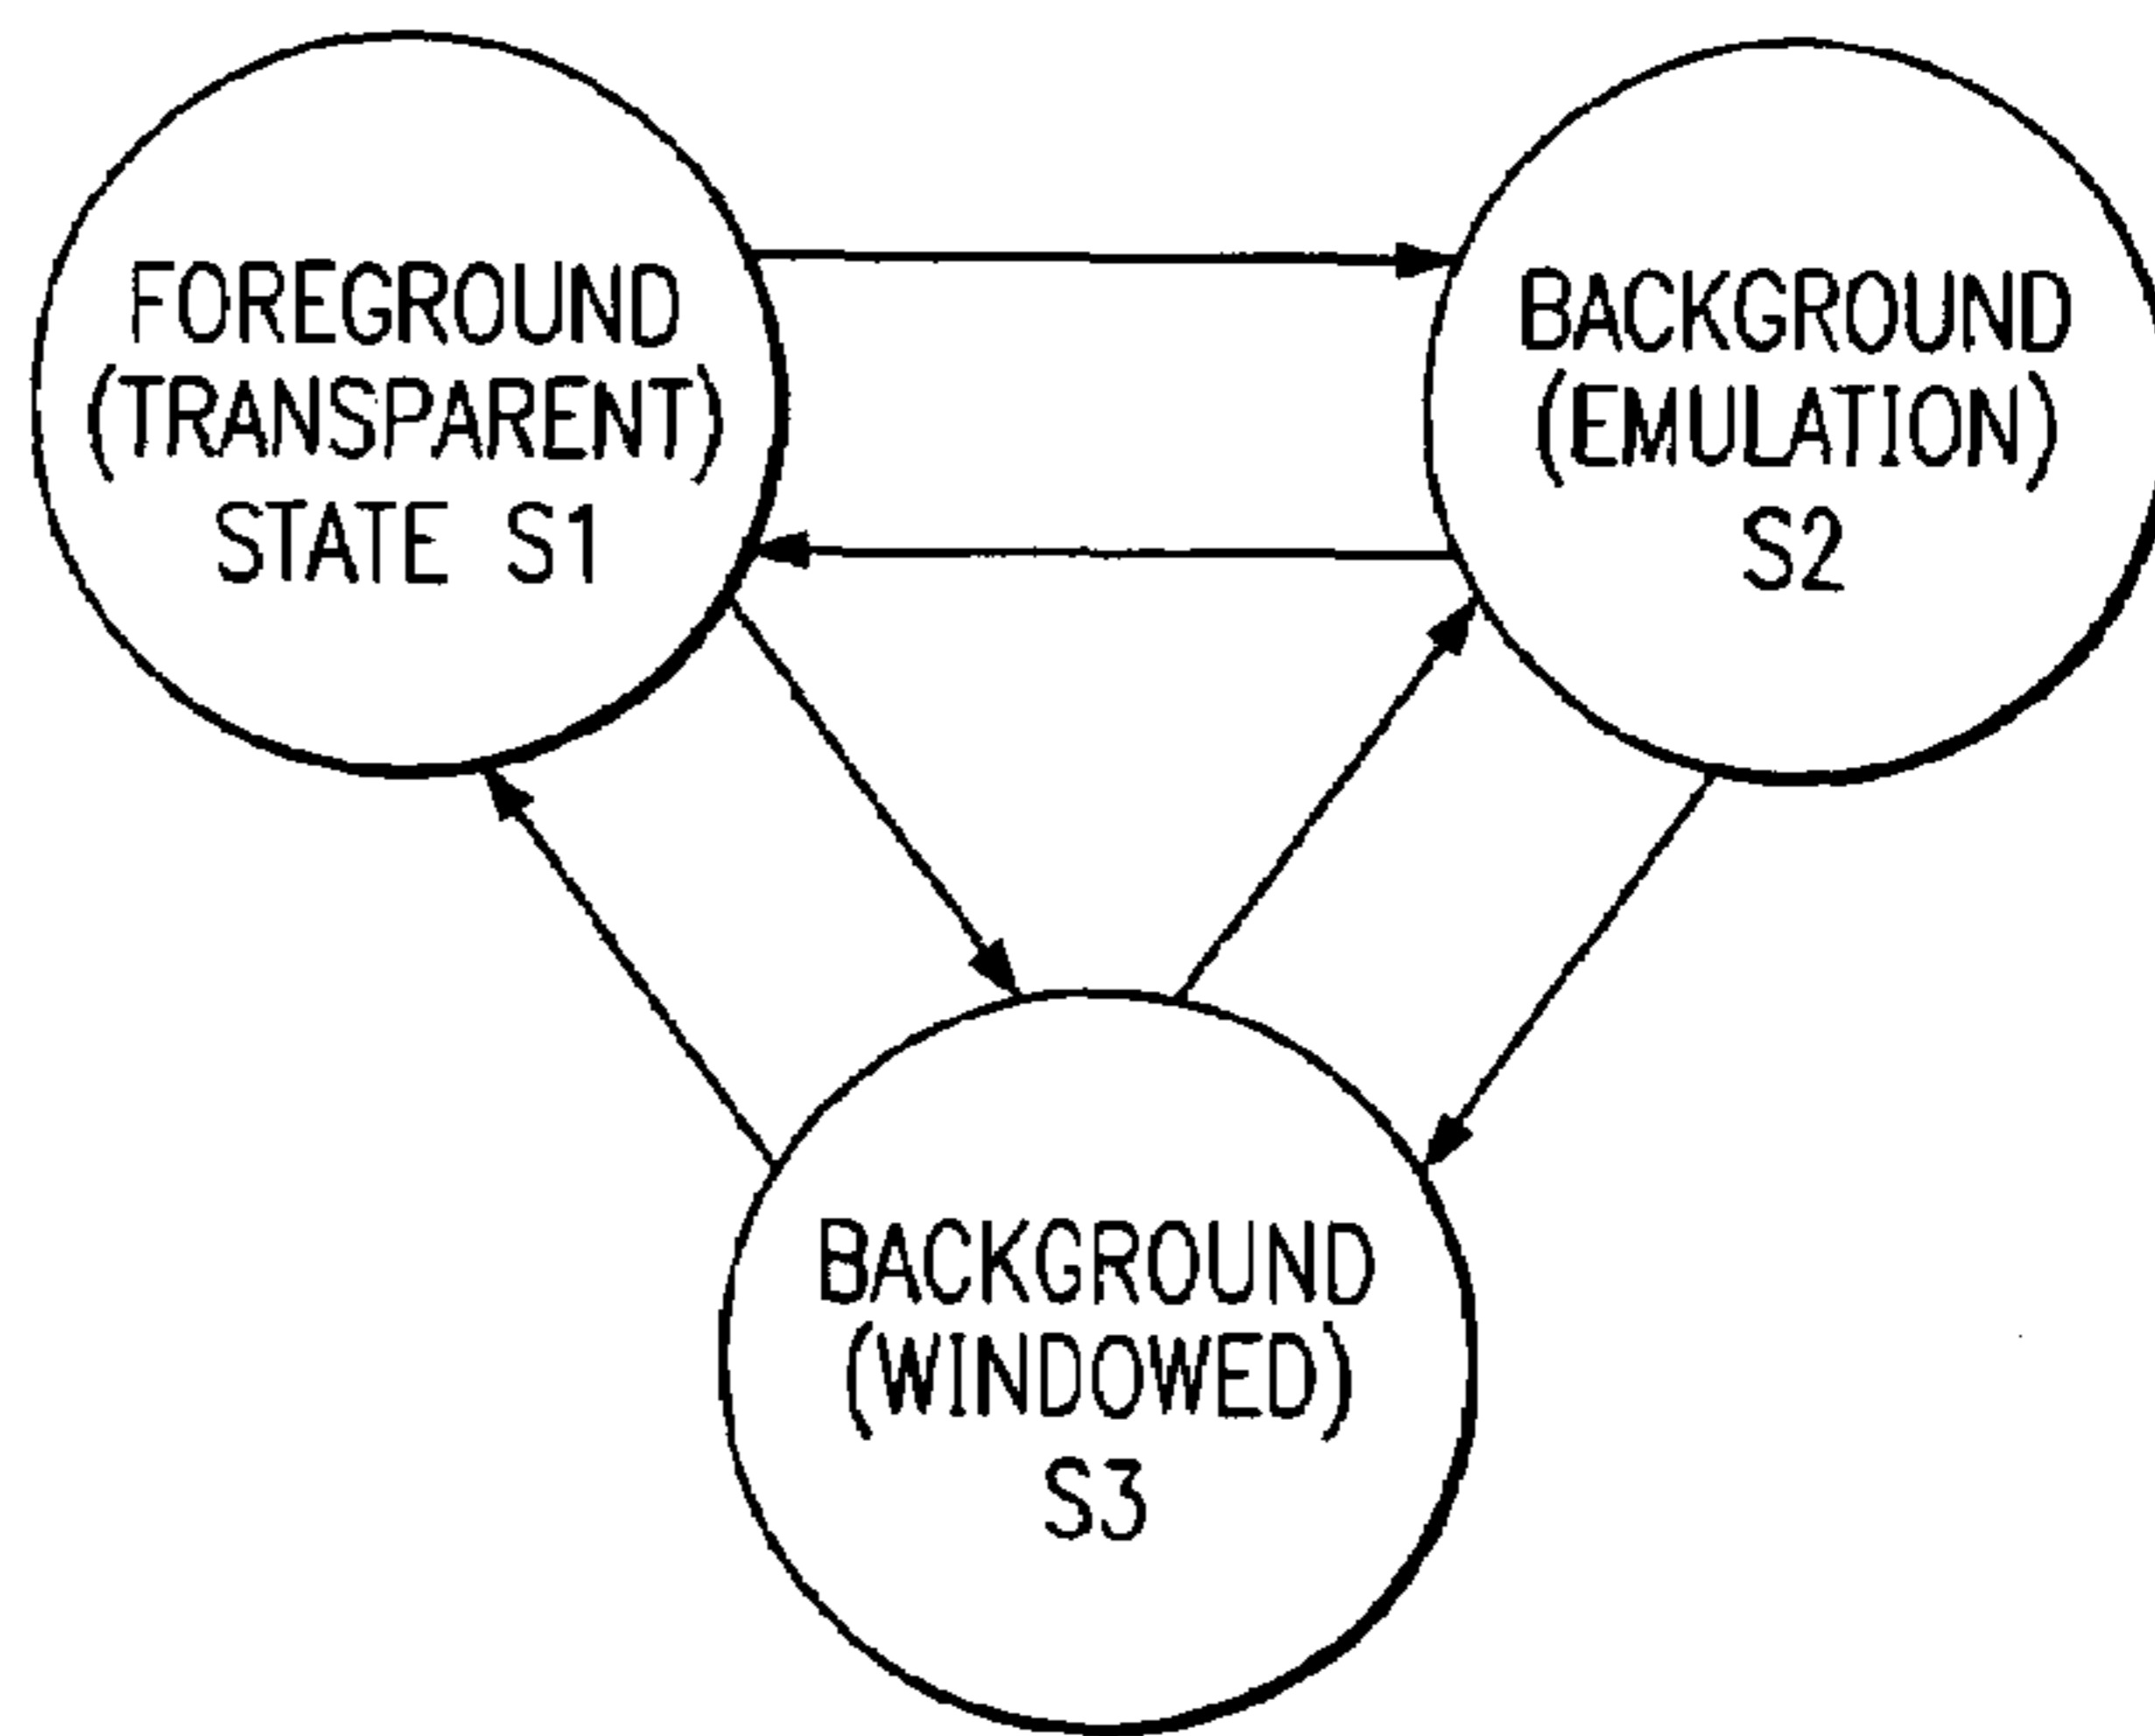 FOREGROUND
(TRANSPARENT)
STATE S1
BACKGROUND
(EMULATION)
S2
BACKGROUND
(WINDOWED)
S3